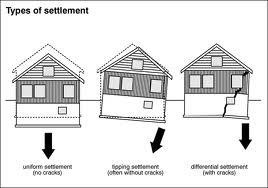 Types of settlement
uniform settlement
(no cracks)
tipping settlement
(often without cracks)
differential settlement
(with cracks)